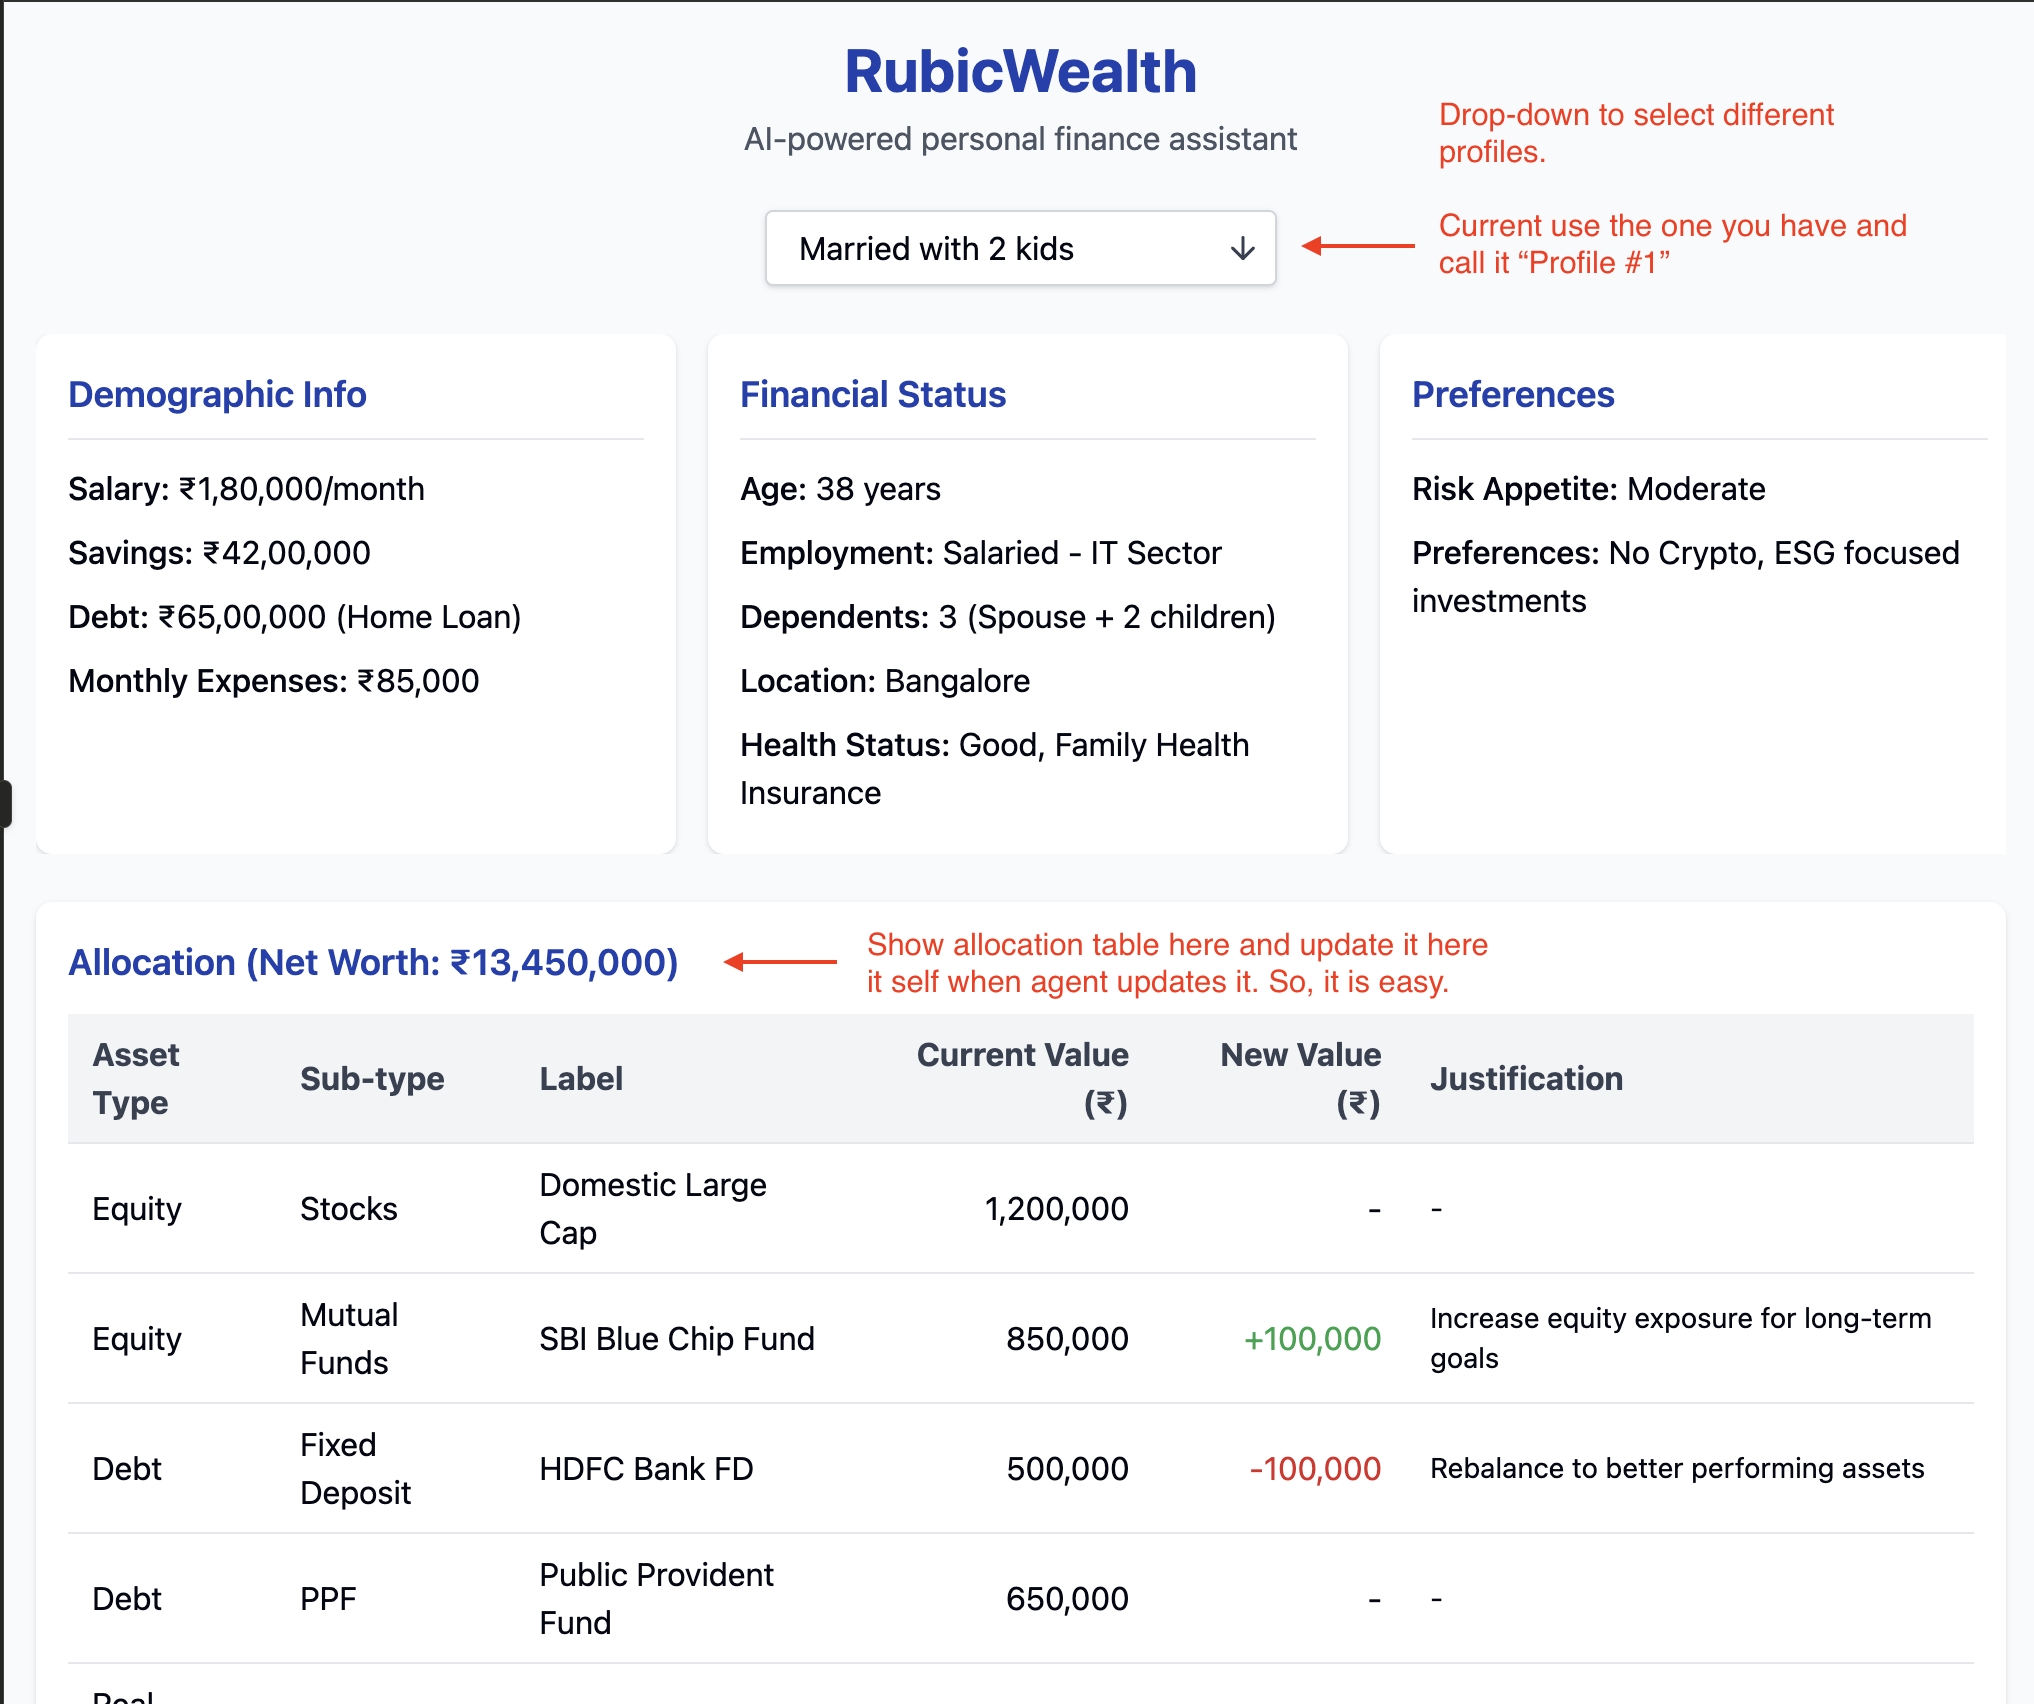 RubicWealth
AI-powered personal finance assistant
Drop-down to select different
profiles.
Married with 2 kids
Current use the one you have and
call it “Profile #1”
Demographic Info
Salary: ₹1,80,000/month
Savings: ₹42,00,000
Debt: ₹65,00,000 (Home Loan)
Monthly Expenses: ₹85,000
Financial Status
Age: 38 years
Employment: Salaried - IT Sector
Dependents: 3 (Spouse + 2 children)
Location: Bangalore
Health Status: Good, Family Health
Insurance
Preferences
Risk Appetite: Moderate
Preferences: No Crypto, ESG focused
investments
Allocation (Net Worth: ₹13,450,000)
Show allocation table here and update it here
it self when agent updates it. So, it is easy.
Asset
Type
Sub-type
Label
Current Value
(₹)
New Value
(₹)
Justification
Equity
Stocks
Domestic Large
Cap
1,200,000
-
-
Equity
Mutual
Funds
SBI Blue Chip Fund
850,000
+100,000
Increase equity exposure for long-term
goals
Debt
Fixed
Deposit
HDFC Bank FD
500,000
-100,000
Rebalance to better performing assets
Debt
PPF
Public Provident
Fund
650,000
-
-
Real